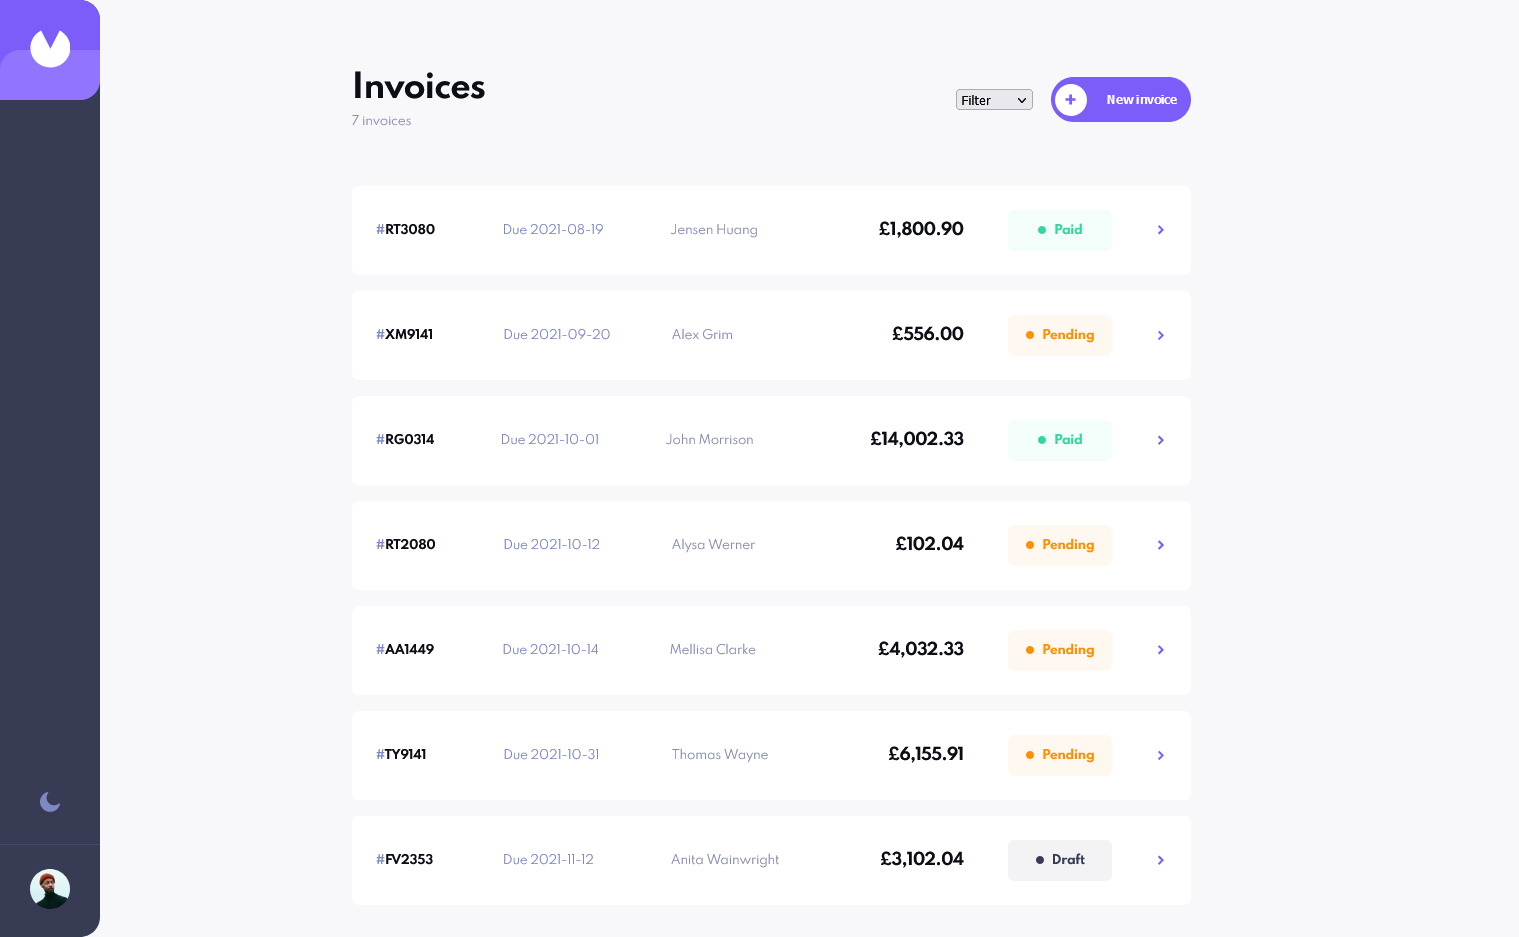 Invoices
7 invoices
Filter
New invoice
#RT3080 Due 2021-08-19 Jensen Huang £1,800.90 Paid
#XM9141 Due 2021-09-20 Alex Grim £556.00 Pending
#RG0314 Due 2021-10-01 John Morrison £14,002.33 Paid
#RT2080 Due 2021-10-12 Alysa Werner £102.04 Pending
#AA1449 Due 2021-10-14 Mellisa Clarke £4,032.33 Pending
#TY9141 Due 2021-10-31 Thomas Wayne £6,155.91 Pending
#FV2353 Due 2021-11-12 Anita Wainwright £3,102.04 Draft